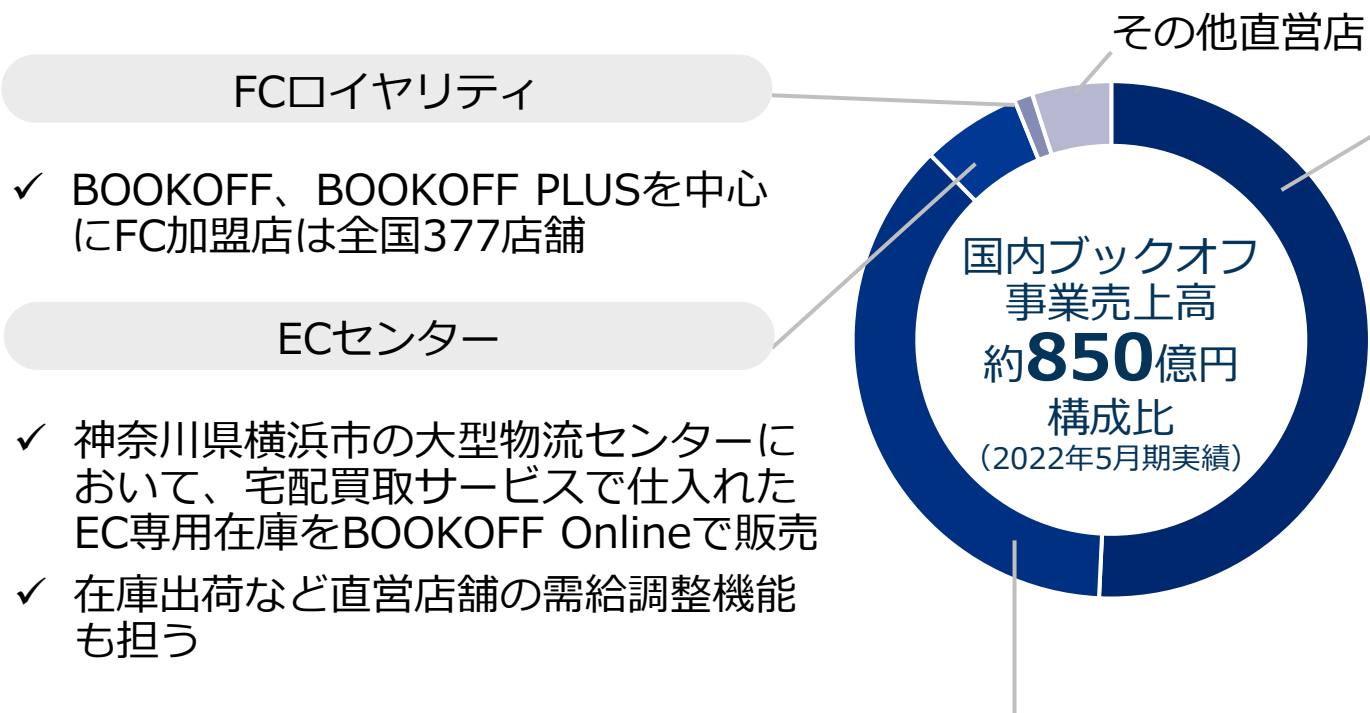 その他直営店
FCロイヤリティ
✓ BOOKOFF、BOOKOFF PLUSを中心
にFC加盟店は全国377店舗
ECセンター
✓ 神奈川県横浜市の大型物流センターに
おいて、宅配買取サービスで仕入れた
EC専用在庫をBOOKOFF Onlineで販売
✓ 在庫出荷など直営店舗の需給調整機能
も担う
国内ブックオフ
事業売上高
約850億円
構成比
（2022年5月期実績）